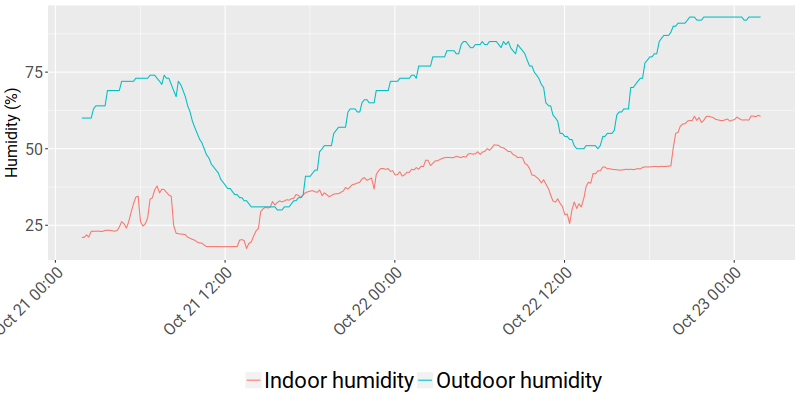 Humidity (%)
75
50
25
Oct 21 00:00
Oct 21 12:00
Oct 22 00:00
Oct 22 12:00
Oct 23 00:00
Indoor humidity
Outdoor humidity